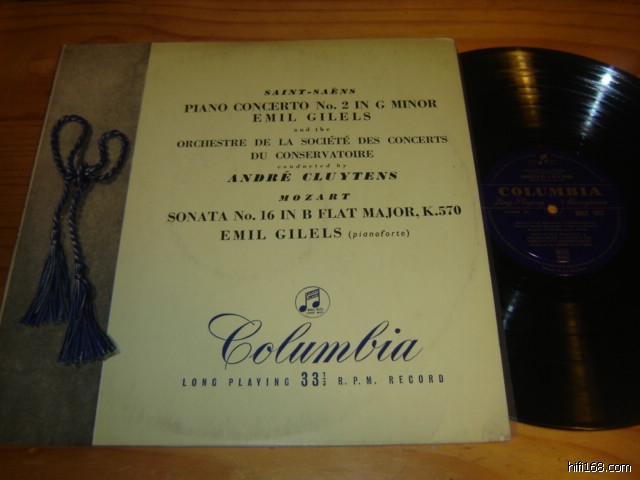 SAINT-SAËNS
PIANO CONCERTO No. 2 IN G MINOR
EMIL GILELS
and the
ORCHESTRE DE LA SOCIÉTÉ DES CONCERTS
DU CONSERVATOIRE
conducted by
ANDRÉ CLUYTENS
MOZART
SONATA No. 16 IN B FLAT MAJOR, K.570
EMIL GILELS (pianoforte)
Columbia
LONG PLAYING 33⅓ R.P.M. RECORD
COLUMBIA
Long Playing
hifi168.com